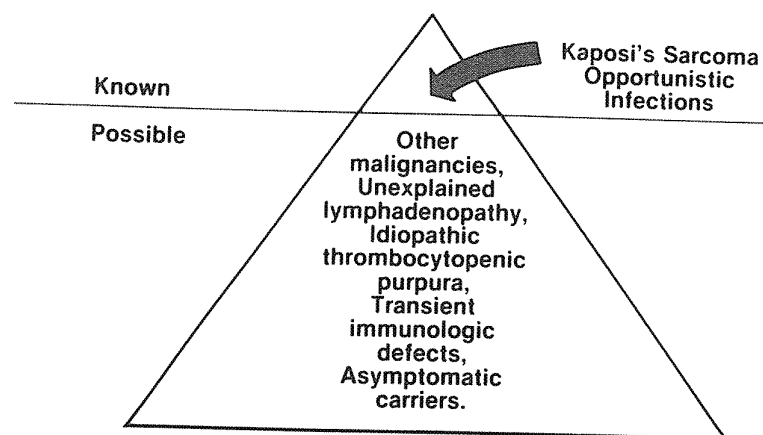 Known
Kaposi's Sarcoma
Opportunistic
Infections
Possible
Other
malignancies,
Unexplained
lymphadenopathy,
Idiopathic
thrombocytopenic
purpura,
Transient
immunologic
defects,
Asymptomatic
carriers.